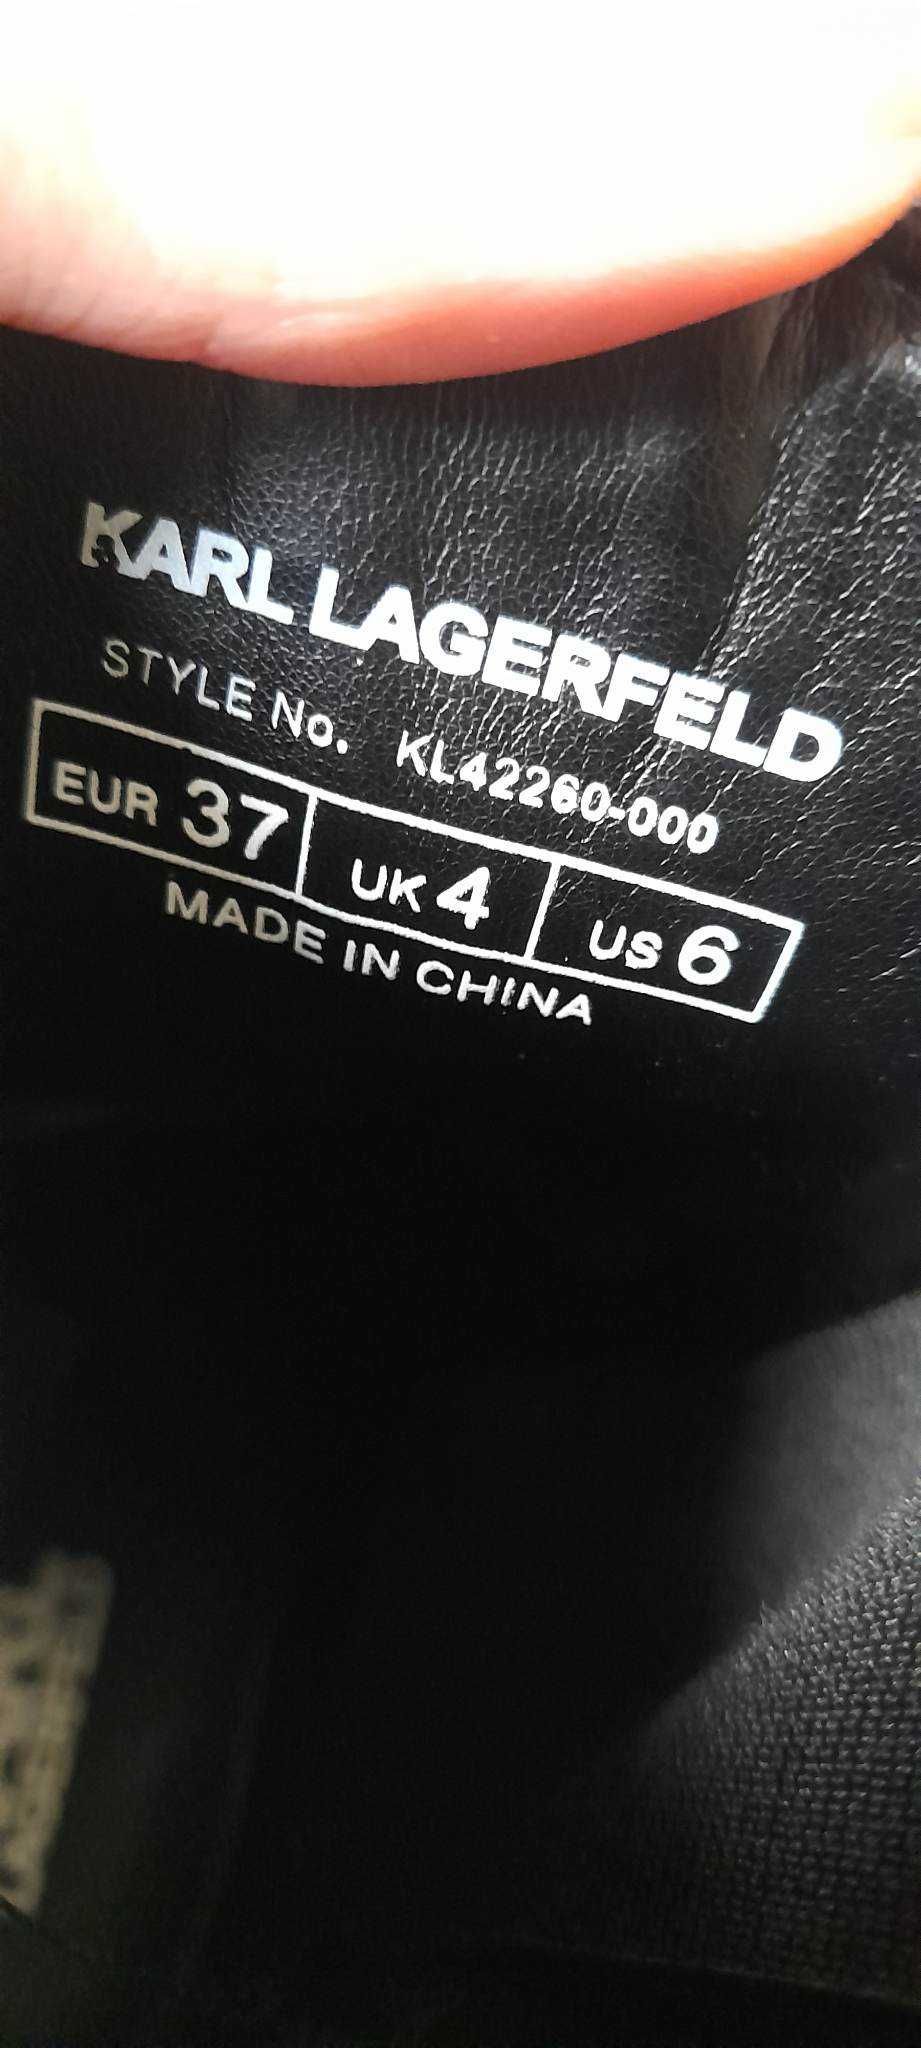 KARL LAGERFELD
STYLE No. KL42260-000
EUR 37 UK 4 US 6
MADE IN CHINA